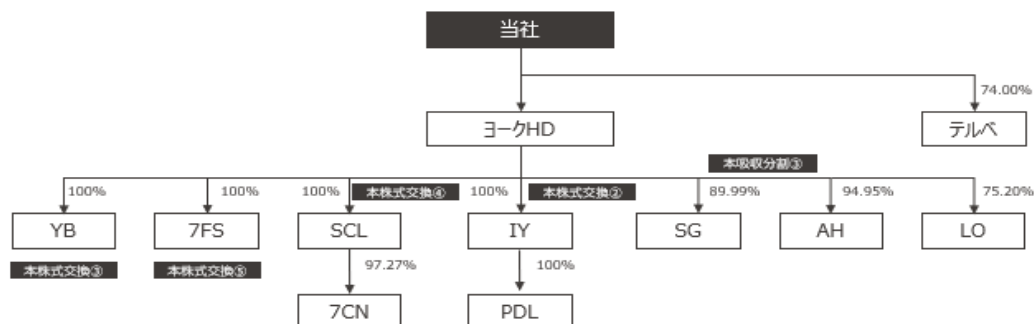 当社
74.00%
ヨークHD
テルベ
本吸収分割③
100%
100%
100%
本株式交換④
100%
本株式交換②
89.99%
94.95%
75.20%
YB
7FS
SCL
IY
SG
AH
LO
本株式交換③
本株式交換⑤
97.27%
100%
7CN
PDL